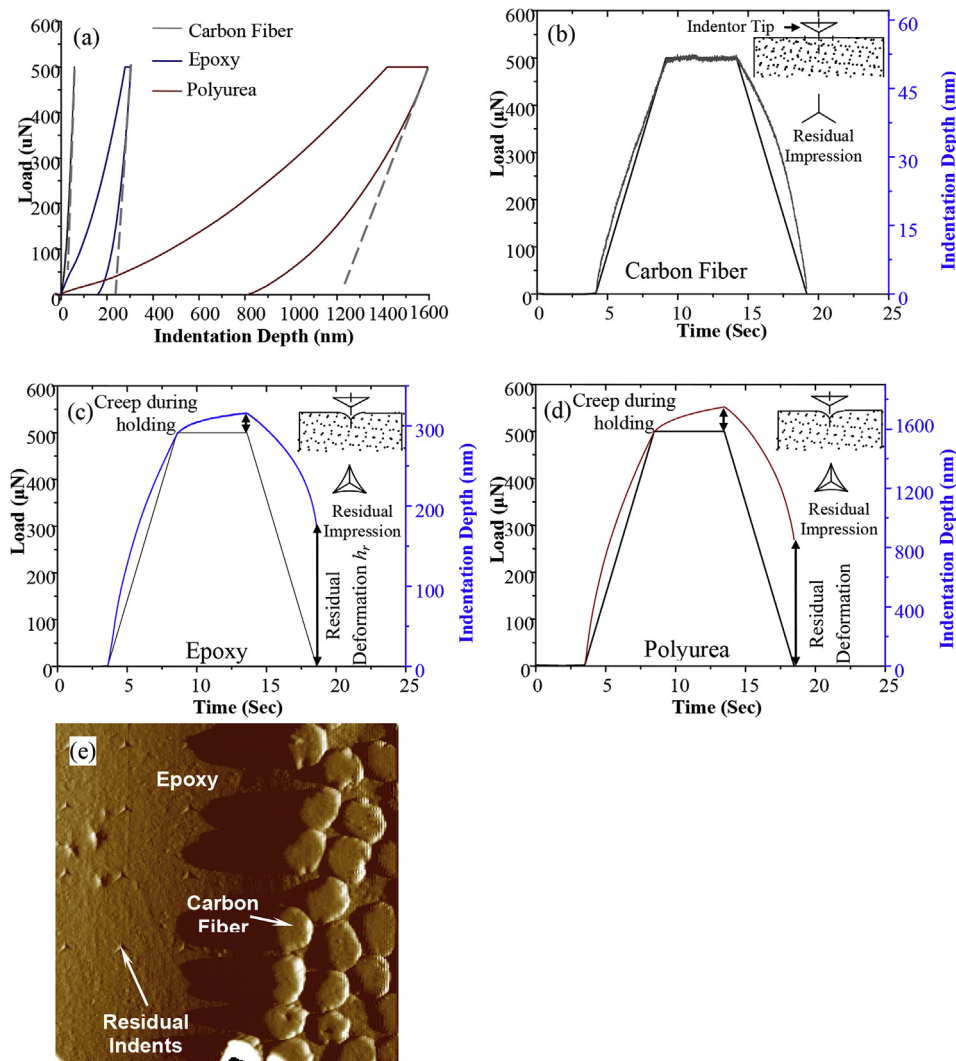 (a)
Carbon Fiber
Epoxy
Polyurea
Load (uN)
600
500
400
300
200
100
0
0 200 400 600 800 1000 1200 1400 1600
Indentation Depth (nm)
(b)
Indentor Tip
Residual
Impression
Carbon Fiber
Load (µN)
600
500
400
300
200
100
0
0 5 10 15 20 25
Time (Sec)
Indentation Depth (nm)
60
45
30
15
0
(c)
Creep during
holding
Residual
Impression
Residual
Deformation hr
Epoxy
Load (µN)
600
500
400
300
200
100
0
0 5 10 15 20 25
Time (Sec)
Indentation Depth (nm)
300
200
100
0
(d)
Creep during
holding
Residual
Impression
Residual
Deformation
Polyurea
Load (µN)
600
500
400
300
200
100
0
0 5 10 15 20 25
Time (Sec)
Indentation Depth (nm)
1600
1200
800
400
0
(e)
Epoxy
Carbon
Fiber
Residual
Indents